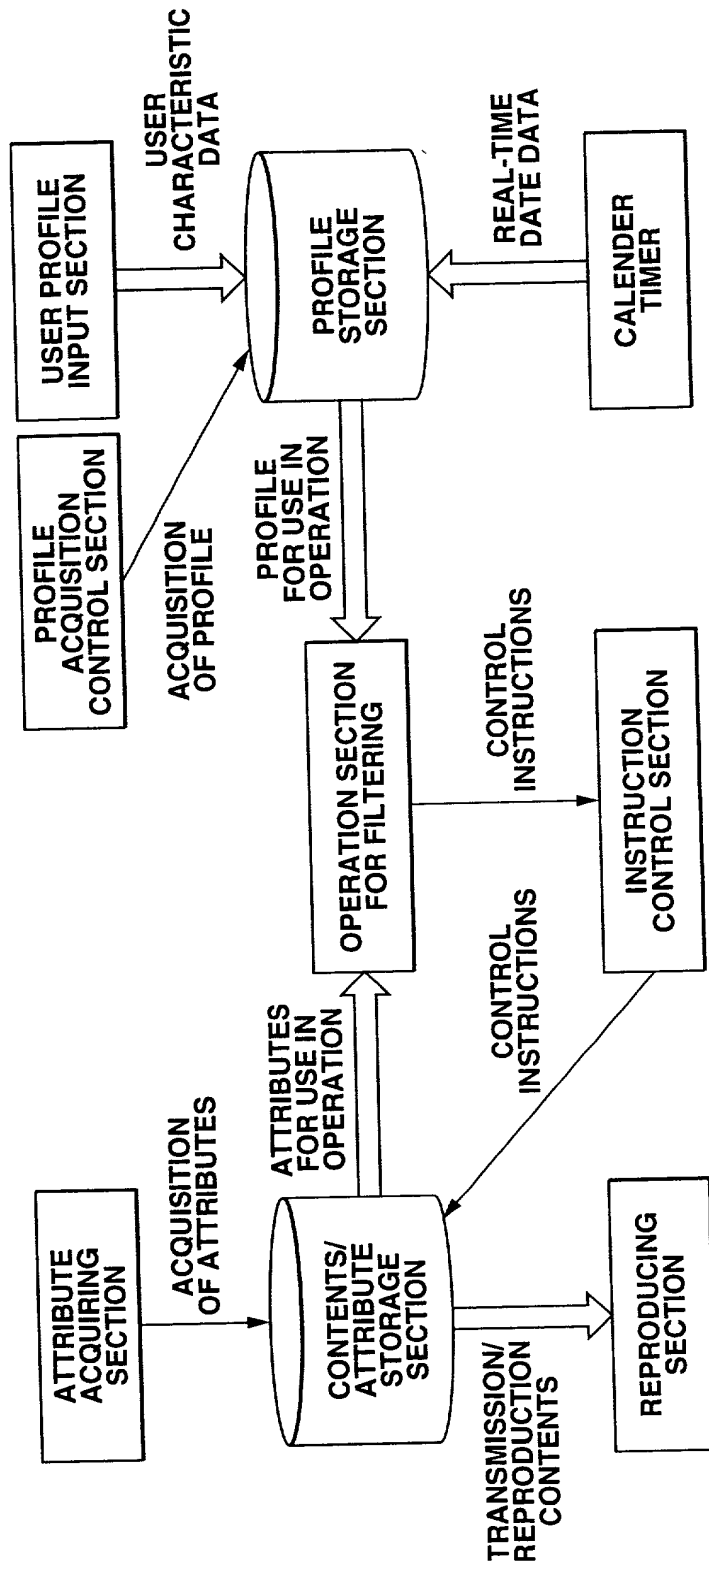 ATTRIBUTE
ACQUIRING
SECTION
ACQUISITION
OF ATTRIBUTES
CONTENTS/
ATTRIBUTE
STORAGE
SECTION
ATTRIBUTES
FOR USE IN
OPERATION
TRANSMISSION/
REPRODUCTION
CONTENTS
REPRODUCING
SECTION
CONTROL
INSTRUCTIONS
OPERATION SECTION
FOR FILTERING
CONTROL
INSTRUCTIONS
INSTRUCTION
CONTROL SECTION
PROFILE
ACQUISITION
CONTROL SECTION
ACQUISITION
OF PROFILE
PROFILE
FOR USE IN
OPERATION
USER PROFILE
INPUT SECTION
USER
CHARACTERISTIC
DATA
PROFILE
STORAGE
SECTION
REAL-TIME
DATE DATA
CALENDER
TIMER